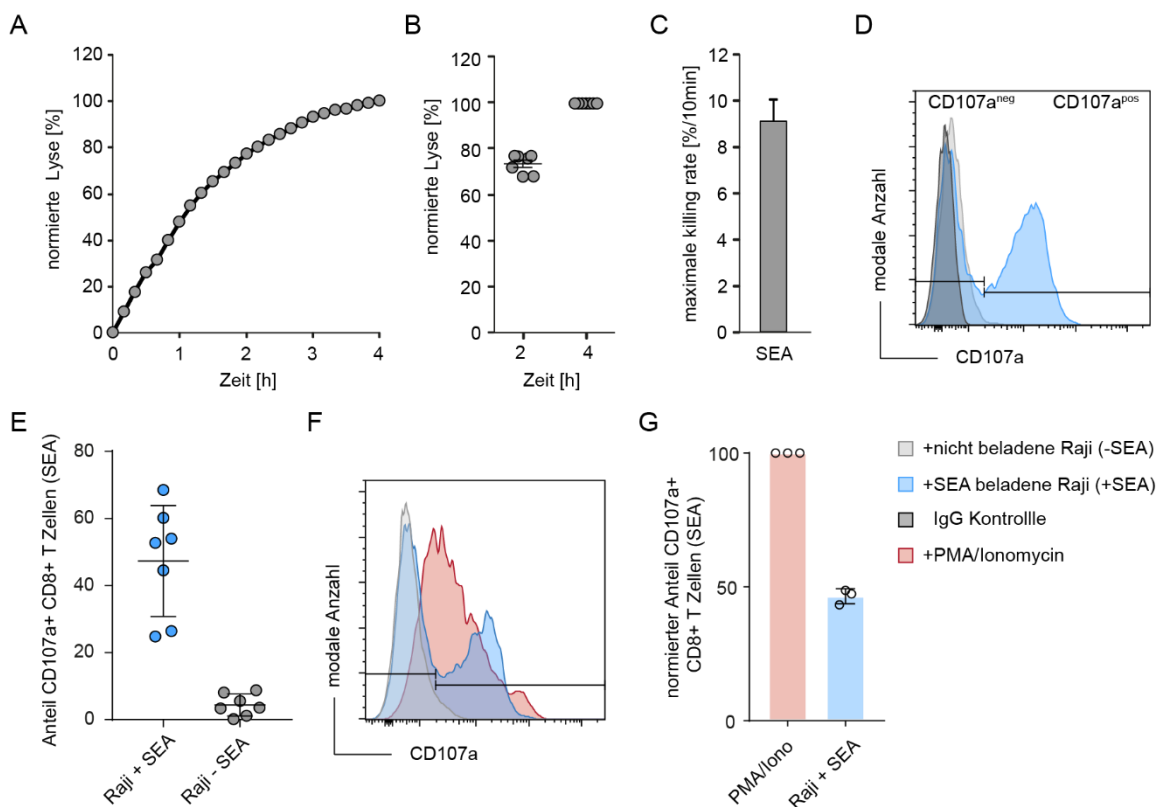 A
normierte Lyse [%]
120
100
80
60
40
20
0
0
1
2
3
4
Zeit [h]
B
normierte Lyse [%]
120
100
80
60
40
20
0
2
4
Zeit [h]
C
maximale killing rate [%/10min]
12
10
8
6
4
2
0
SEA
D
modale Anzahl
CD107aneg
CD107apos
CD107a
E
Anteil CD107a+ CD8+ T Zellen (SEA)
80
60
40
20
0
Raji + SEA
Raji - SEA
F
modale Anzahl
CD107a
G
normierter Anteil CD107a+
CD8+ T Zellen (SEA)
100
50
0
PMA/Iono
Raji + SEA
+nicht beladene Raji (-SEA)
+SEA beladene Raji (+SEA)
IgG Kontrollle
+PMA/Ionomycin